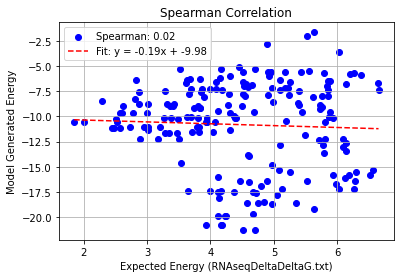 Spearman Correlation
Spearman: 0.02
Fit: y = -0.19x + -9.98
Model Generated Energy
−2.5
−5.0
−7.5
−10.0
−12.5
−15.0
−17.5
−20.0
2 3 4 5 6
Expected Energy (RNAseqDeltaDeltaG.txt)